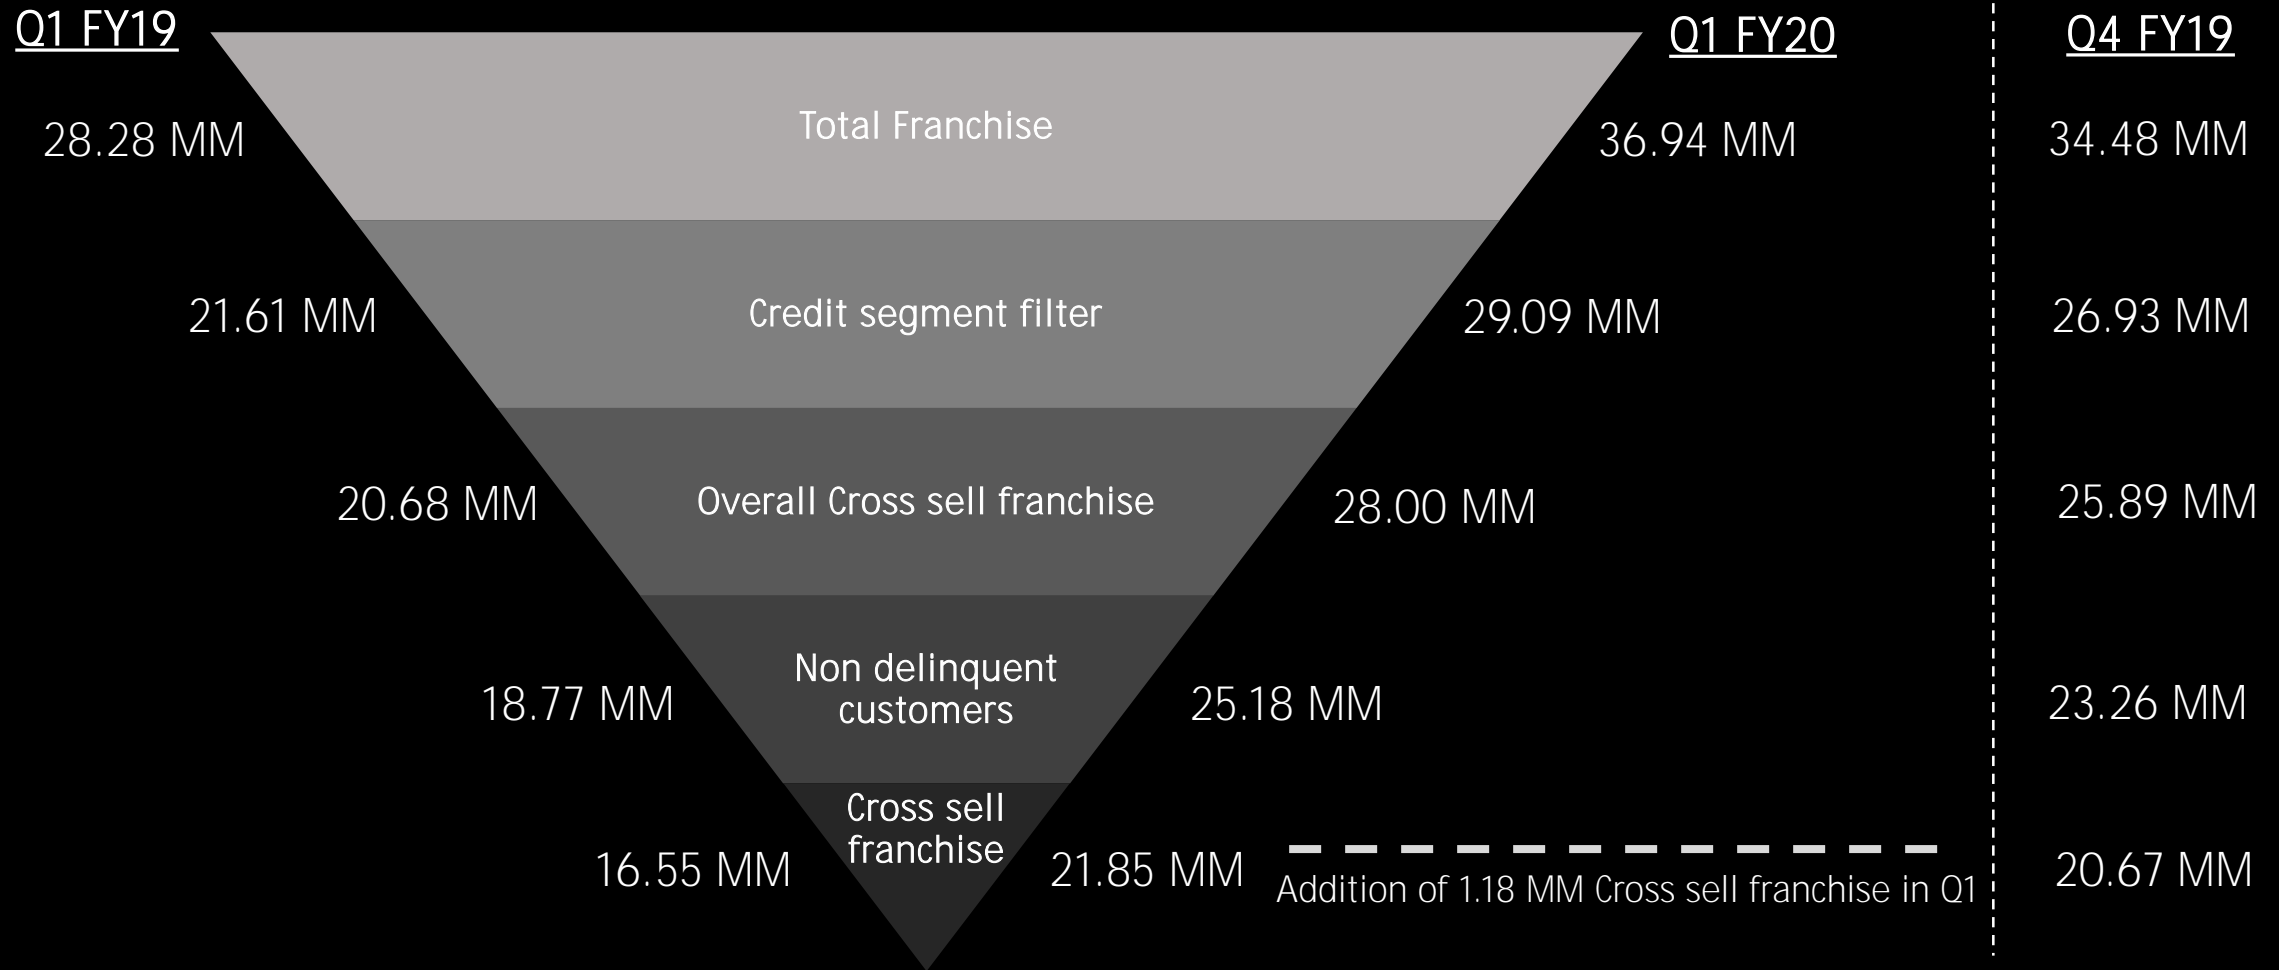 Q1 FY19
Q1 FY20
Q4 FY19
28.28 MM
Total Franchise
36.94 MM
34.48 MM
21.61 MM
Credit segment filter
29.09 MM
26.93 MM
20.68 MM
Overall Cross sell franchise
28.00 MM
25.89 MM
18.77 MM
Non delinquent
customers
25.18 MM
23.26 MM
16.55 MM
Cross sell
franchise
21.85 MM
Addition of 1.18 MM Cross sell franchise in Q1
20.67 MM